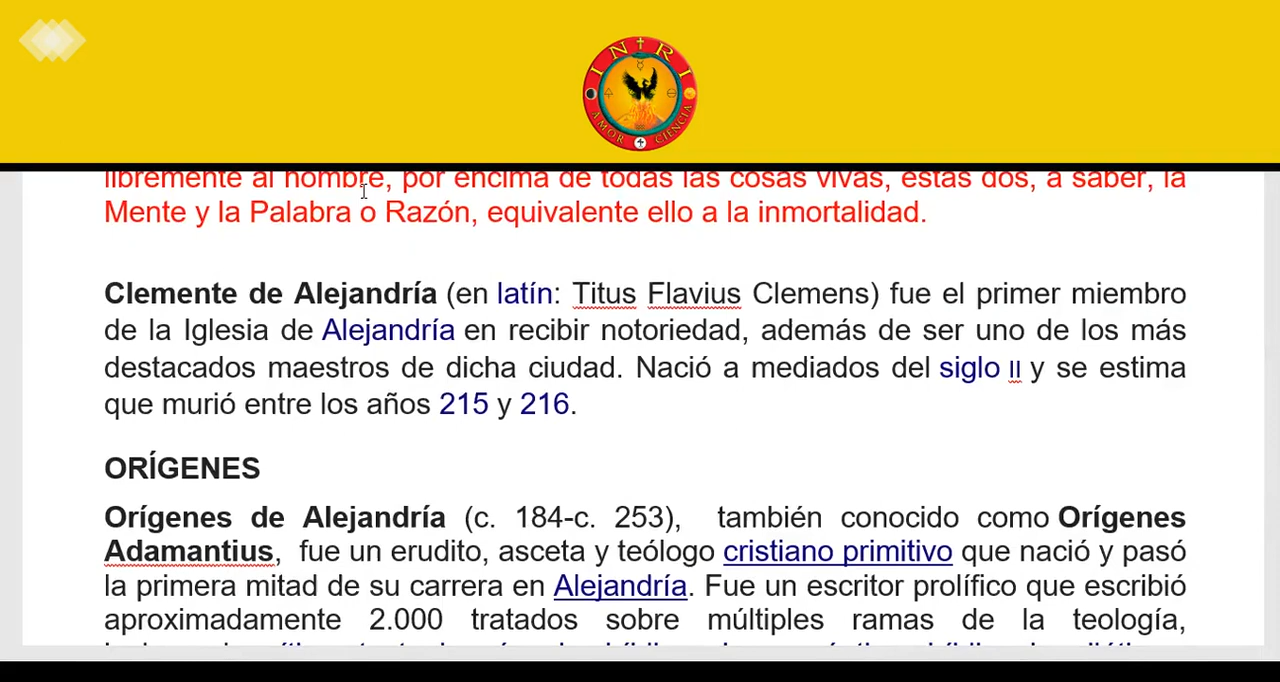 INRI
AMOR CIENCIA
libremente al hombre, por encima de todas las cosas vivas, estas dos, a saber, la
Mente y la Palabra o Razón, equivalente ello a la inmortalidad.
Clemente de Alejandría (en latín: Titus Flavius Clemens) fue el primer miembro
de la Iglesia de Alejandría en recibir notoriedad, además de ser uno de los más
destacados maestros de dicha ciudad. Nació a mediados del siglo II y se estima
que murió entre los años 215 y 216.
ORÍGENES
Orígenes de Alejandría (c. 184-c. 253), también conocido como Orígenes
Adamantius, fue un erudito, asceta y teólogo cristiano primitivo que nació y pasó
la primera mitad de su carrera en Alejandría. Fue un escritor prolífico que escribió
aproximadamente 2.000 tratados sobre múltiples ramas de la teología,